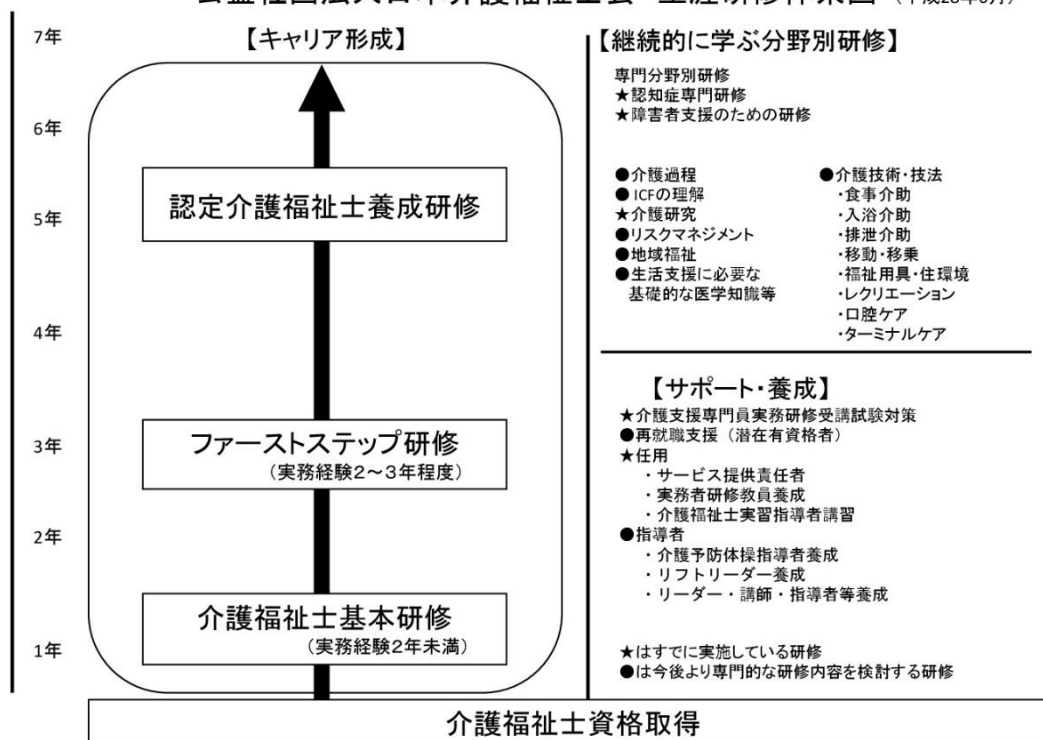 7年
6年
5年
4年
3年
2年
1年
【キャリア形成】
認定介護福祉士養成研修
ファーストステップ研修
(実務経験2～3年程度)
介護福祉士基本研修
(実務経験2年未満)
【継続的に学ぶ分野別研修】
専門分野別研修
★認知症専門研修
★障害者支援のための研修
●介護過程
●ICFの理解
★介護研究
●リスクマネジメント
●地域福祉
●生活支援に必要な
基礎的な医学知識等
●介護技術・技法
・食事介助
・入浴介助
・排泄介助
・移動・移乗
・福祉用具・住環境
・レクリエーション
・口腔ケア
・ターミナルケア
【サポート・養成】
★介護支援専門員実務研修受講試験対策
●再就職支援（潜在有資格者）
★任用
・サービス提供責任者
・実務者研修教員養成
・介護福祉士実習指導者講習
●指導者
・介護予防体操指導者養成
・リフトリーダー養成
・リーダー・講師・指導者等養成
★はすでに実施している研修
●は今後より専門的な研修内容を検討する研修
介護福祉士資格取得